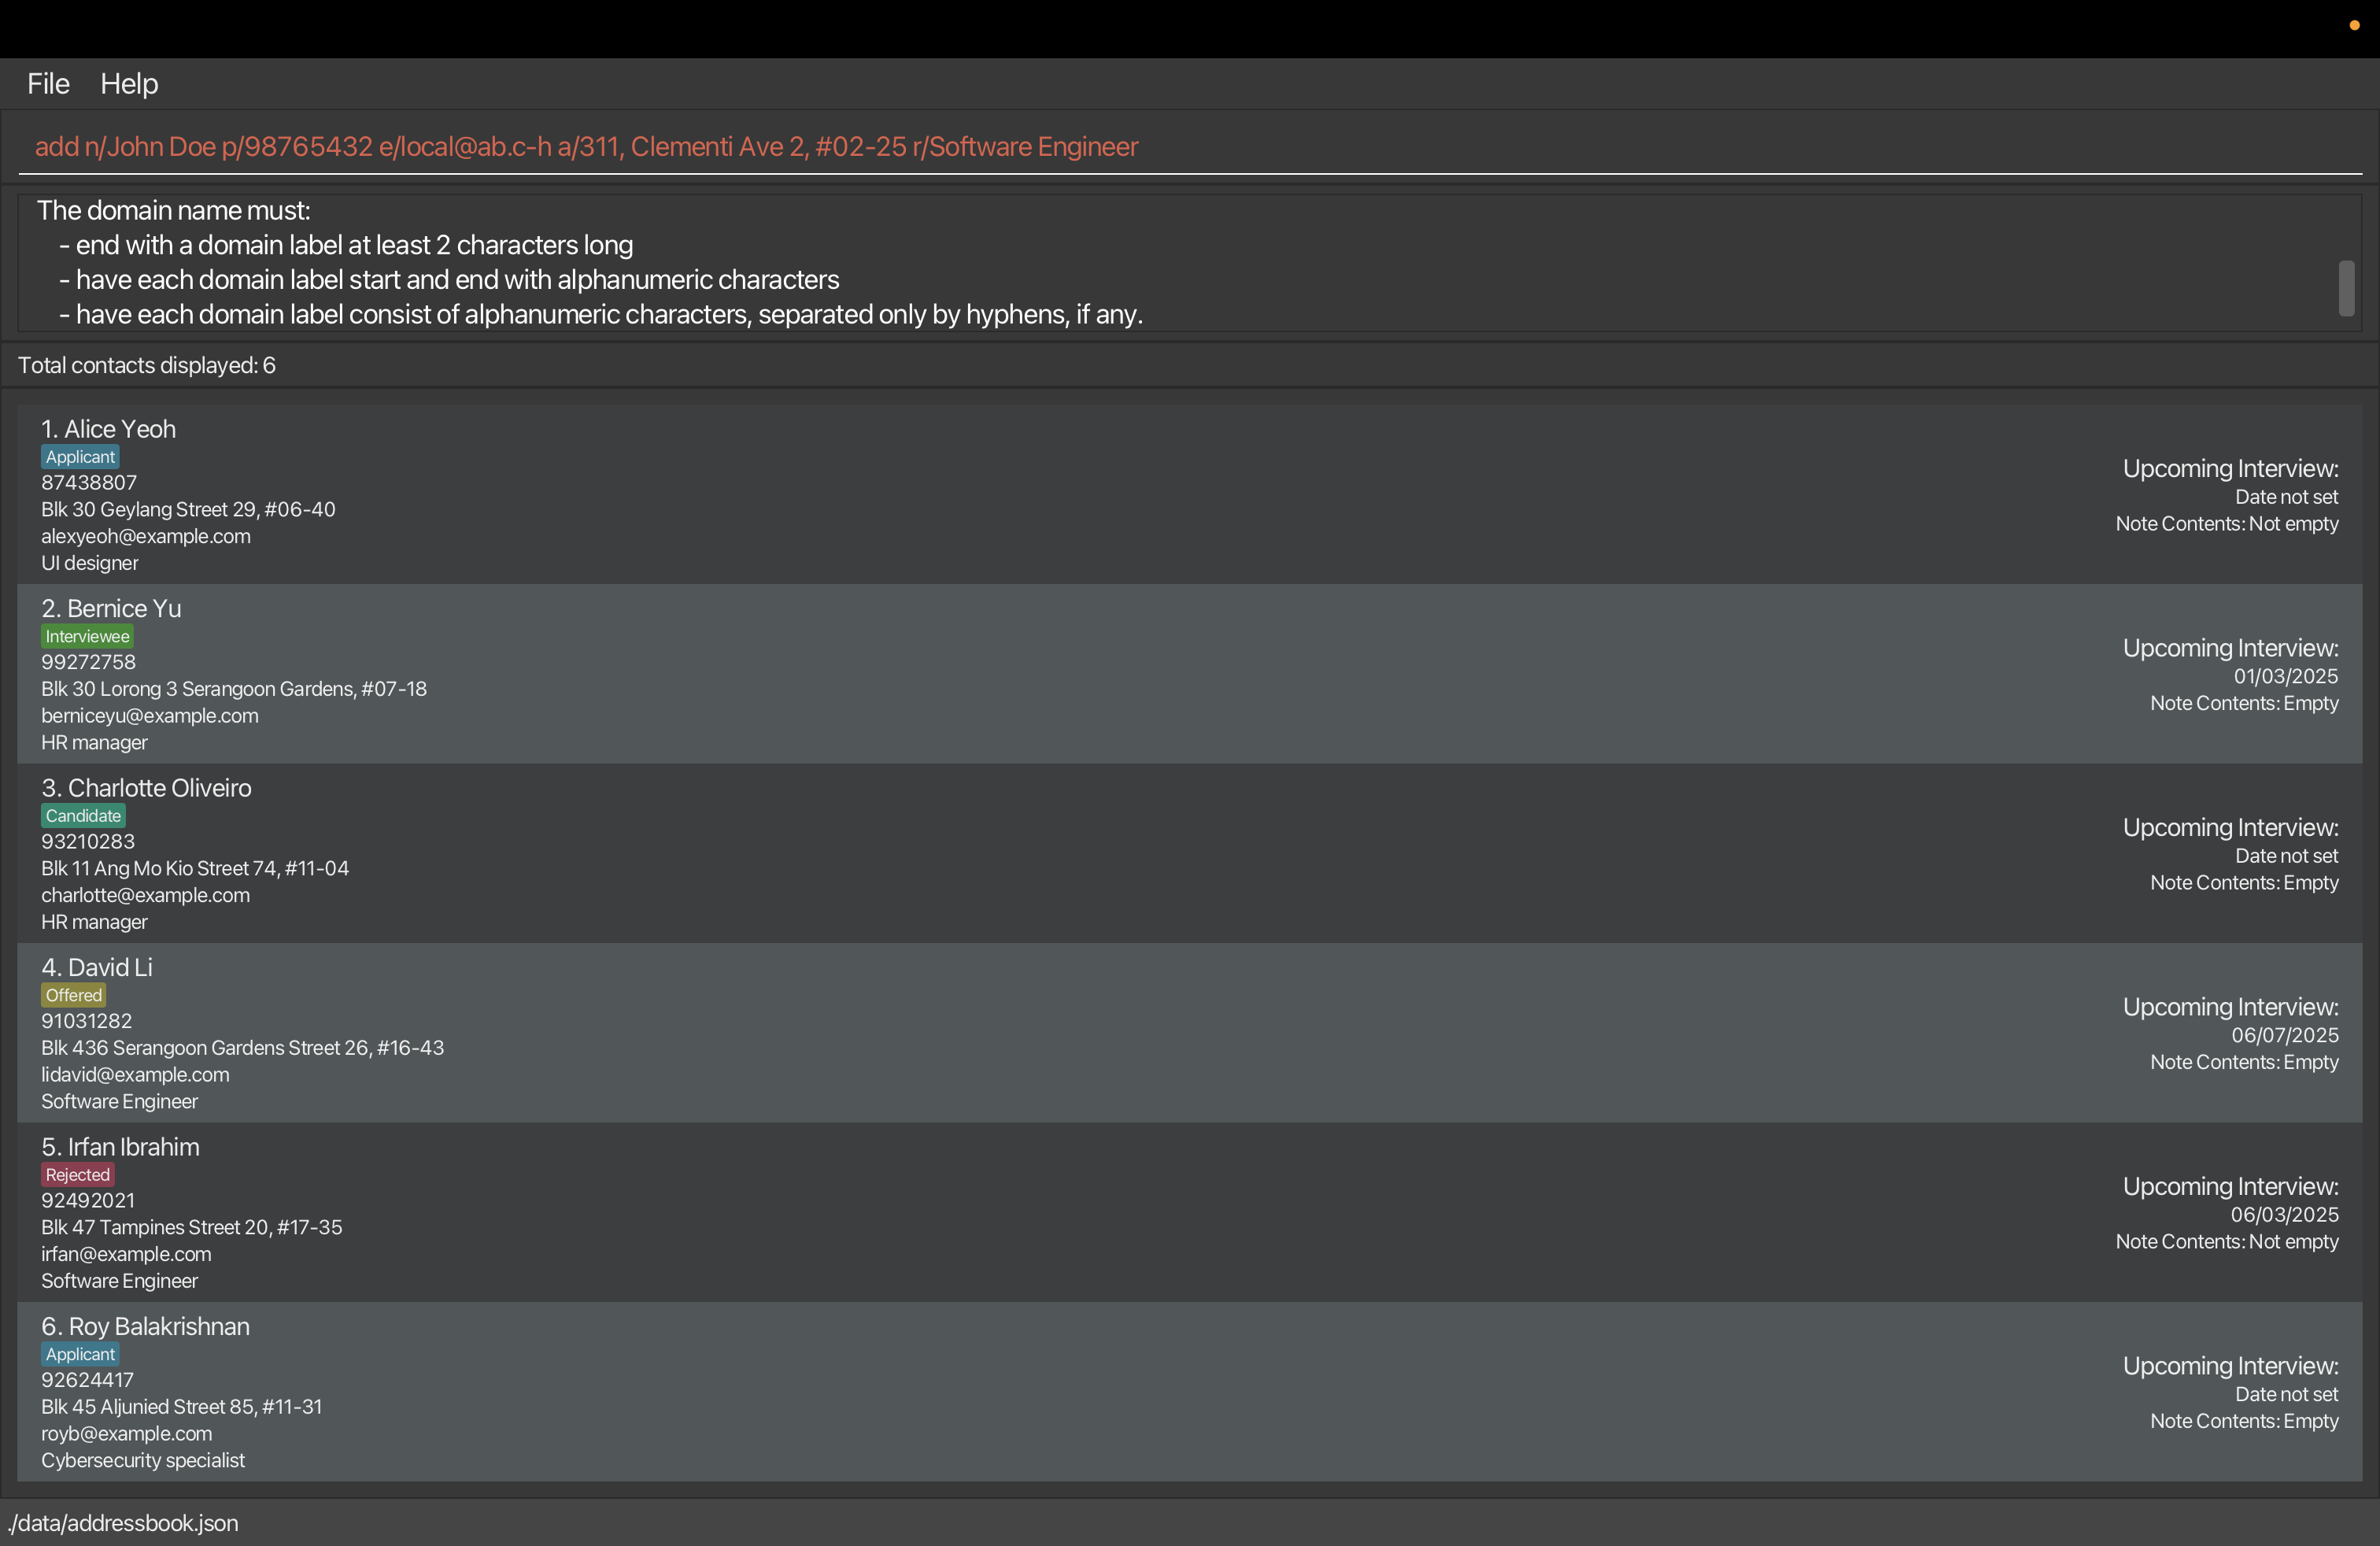 File Help
add n/John Doe p/98765432 e/local@ab.c-h a/311, Clementi Ave 2, #02-25 r/Software Engineer
The domain name must:
- end with a domain label at least 2 characters long
- have each domain label start and end with alphanumeric characters
- have each domain label consist of alphanumeric characters, separated only by hyphens, if any.
Total contacts displayed: 6
1. Alice Yeoh
Applicant
87438807
Blk 30 Geylang Street 29, #06-40
alexyeoh@example.com
UI designer
Upcoming Interview:
Date not set
Note Contents: Not empty
2. Bernice Yu
Interviewee
99272758
Blk 30 Lorong 3 Serangoon Gardens, #07-18
berniceyu@example.com
HR manager
Upcoming Interview:
01/03/2025
Note Contents: Empty
3. Charlotte Oliveiro
Candidate
93210283
Blk 11 Ang Mo Kio Street 74, #11-04
charlotte@example.com
HR manager
Upcoming Interview:
Date not set
Note Contents: Empty
4. David Li
Offered
91031282
Blk 436 Serangoon Gardens Street 26, #16-43
lidavid@example.com
Software Engineer
Upcoming Interview:
06/07/2025
Note Contents: Empty
5. Irfan Ibrahim
Rejected
92492021
Blk 47 Tampines Street 20, #17-35
irfan@example.com
Software Engineer
Upcoming Interview:
06/03/2025
Note Contents: Not empty
6. Roy Balakrishnan
Applicant
92624417
Blk 45 Aljunied Street 85, #11-31
royb@example.com
Cybersecurity specialist
Upcoming Interview:
Date not set
Note Contents: Empty
./data/addressbook.json